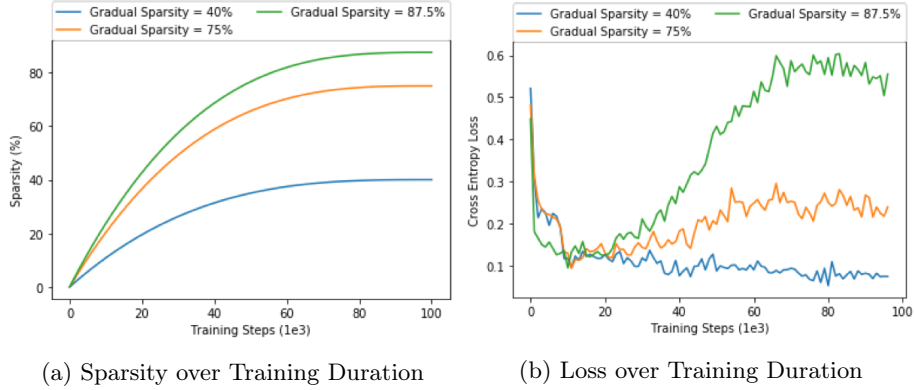 Gradual Sparsity = 40%
Gradual Sparsity = 75%
Gradual Sparsity = 87.5%
80
60
40
20
0
Sparsity (%)
0 20 40 60 80 100
Training Steps (1e3)
(a) Sparsity over Training Duration
Gradual Sparsity = 40%
Gradual Sparsity = 75%
Gradual Sparsity = 87.5%
0.6
0.5
0.4
0.3
0.2
0.1
Cross Entropy Loss
0 20 40 60 80 100
Training Steps (1e3)
(b) Loss over Training Duration